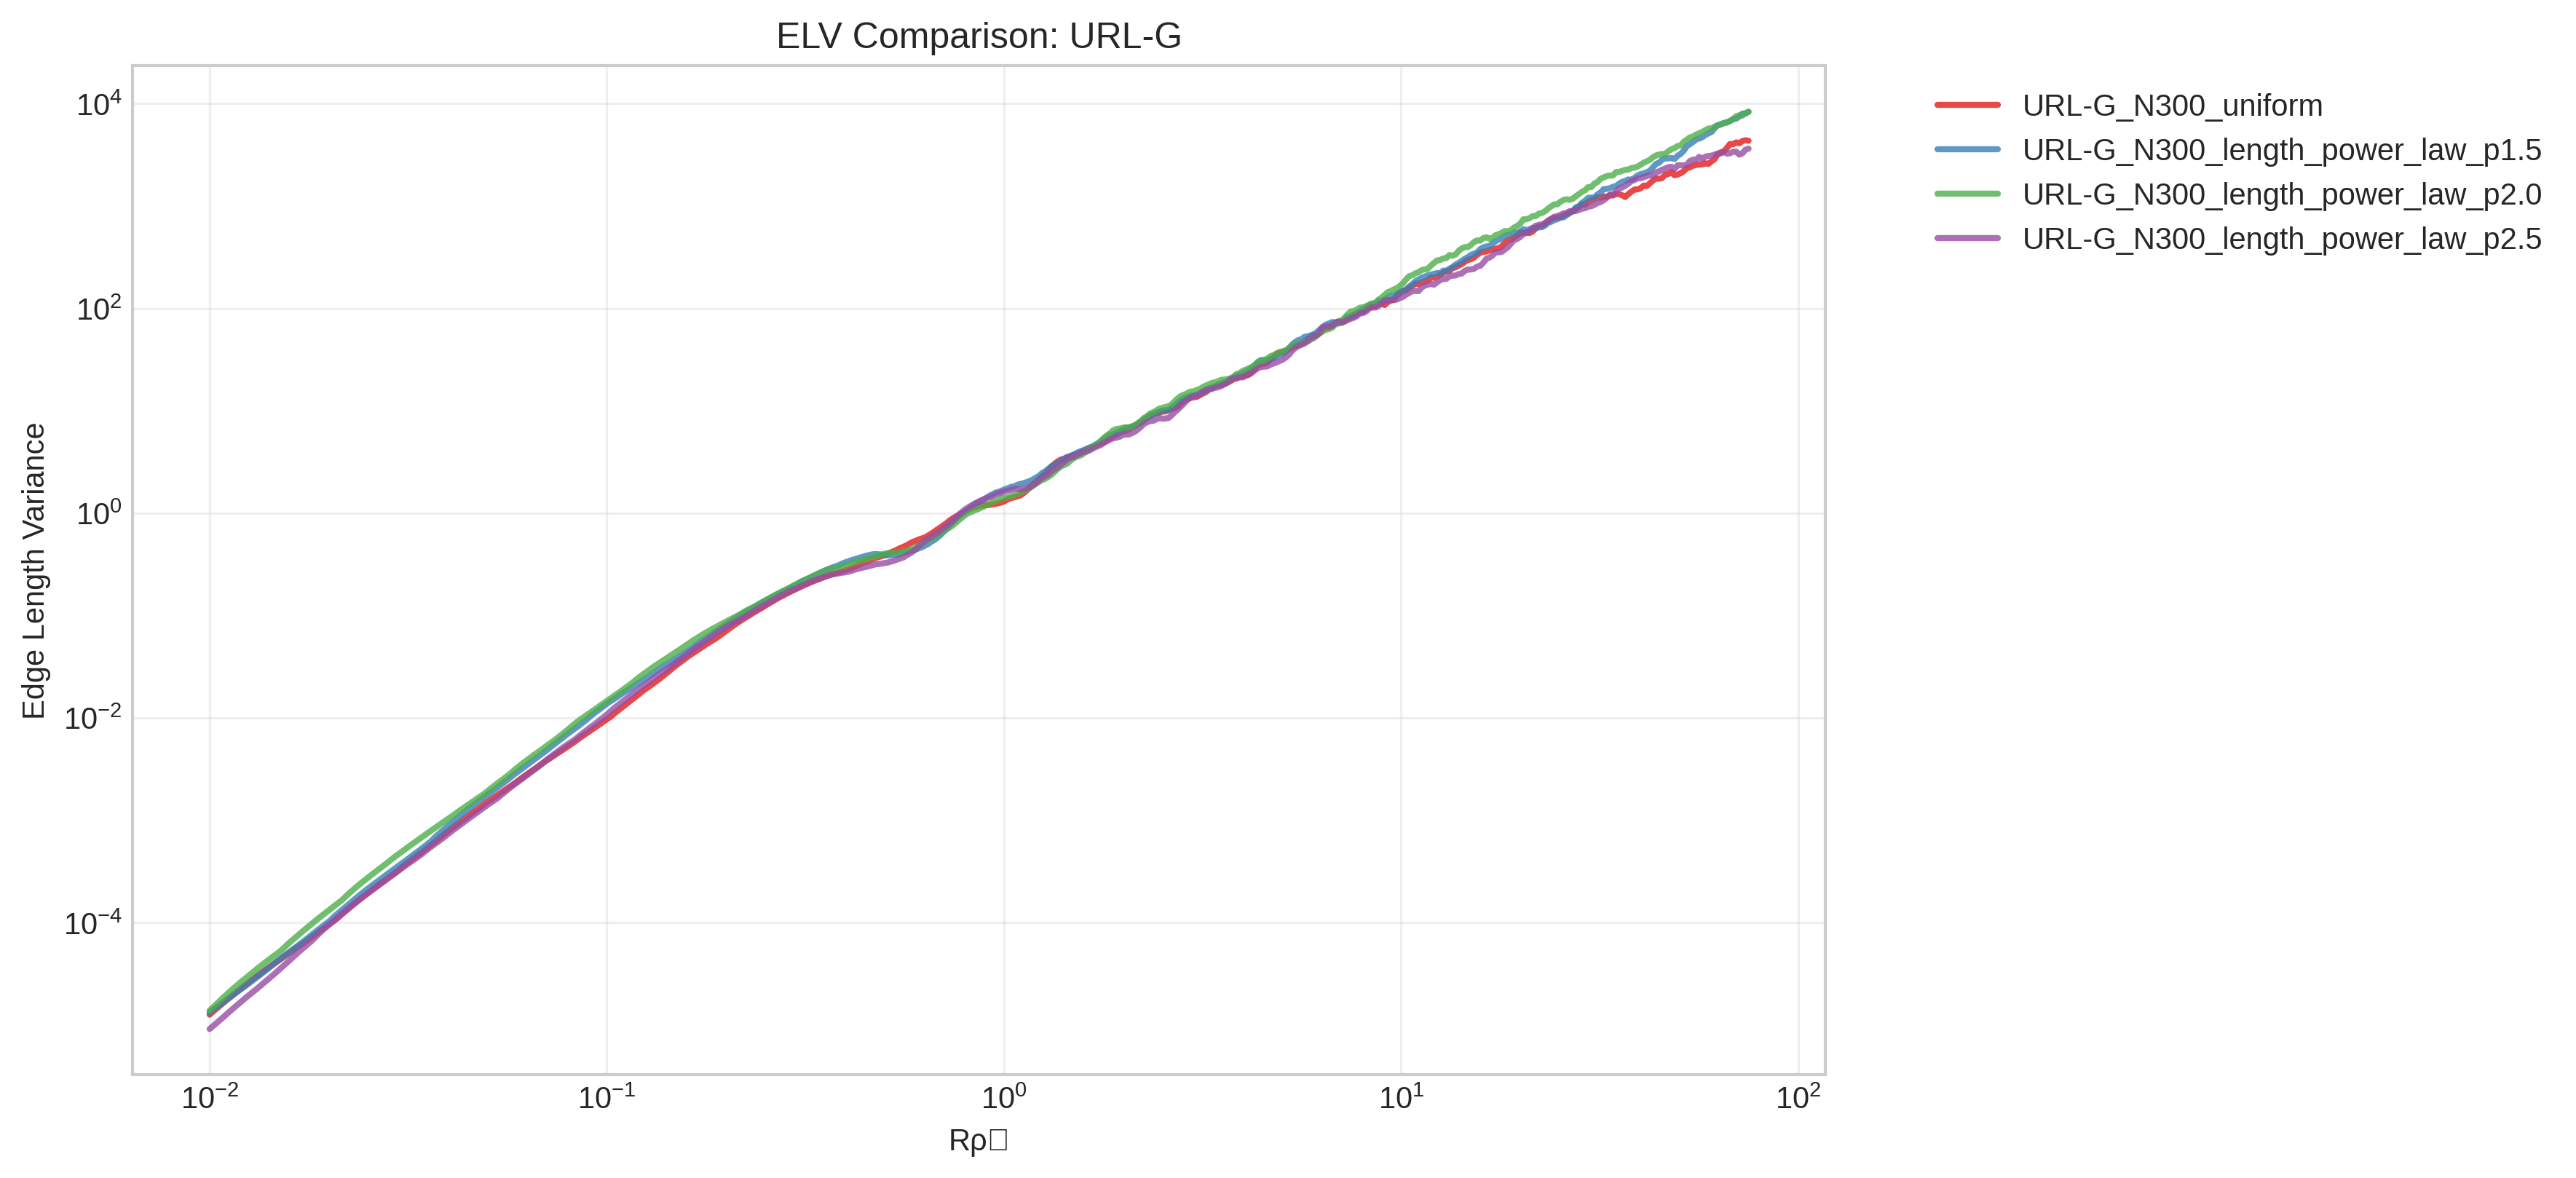 ELV Comparison: URL-G
Edge Length Variance
10⁴
10²
10⁰
10⁻²
10⁻⁴
10⁻²
10⁻¹
10⁰
10¹
10²
Rρ□
URL-G_N300_uniform
URL-G_N300_length_power_law_p1.5
URL-G_N300_length_power_law_p2.0
URL-G_N300_length_power_law_p2.5